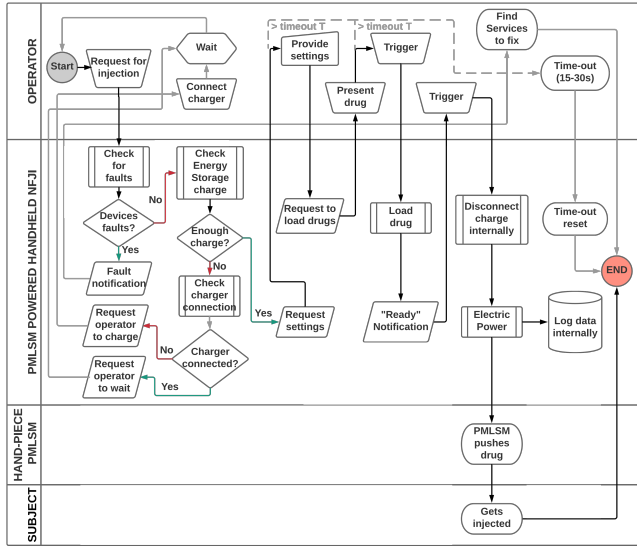 OPERATOR
Start
Request for
injection
Wait
Connect
charger
> timeout T
Provide
settings
> timeout T
Trigger
Present
drug
Trigger
Find
Services
to fix
Time-out
(15-30s)
PMLSM POWERED HANDHELD NFJI
Check
for
faults
Devices
faults?
No
Yes
Fault
notification
Check
Energy
Storage
charge
Enough
charge?
No
Yes
Check
charger
connection
Request
operator
to charge
No
Charger
connected?
Request
operator
to wait
Yes
Request to
load drugs
Request
settings
Load
drug
"Ready"
Notification
Disconnect
charge
internally
Electric
Power
Time-out
reset
END
Log data
internally
HAND-PIECE
PMLSM
PMLSM
pushes
drug
SUBJECT
Gets
injected